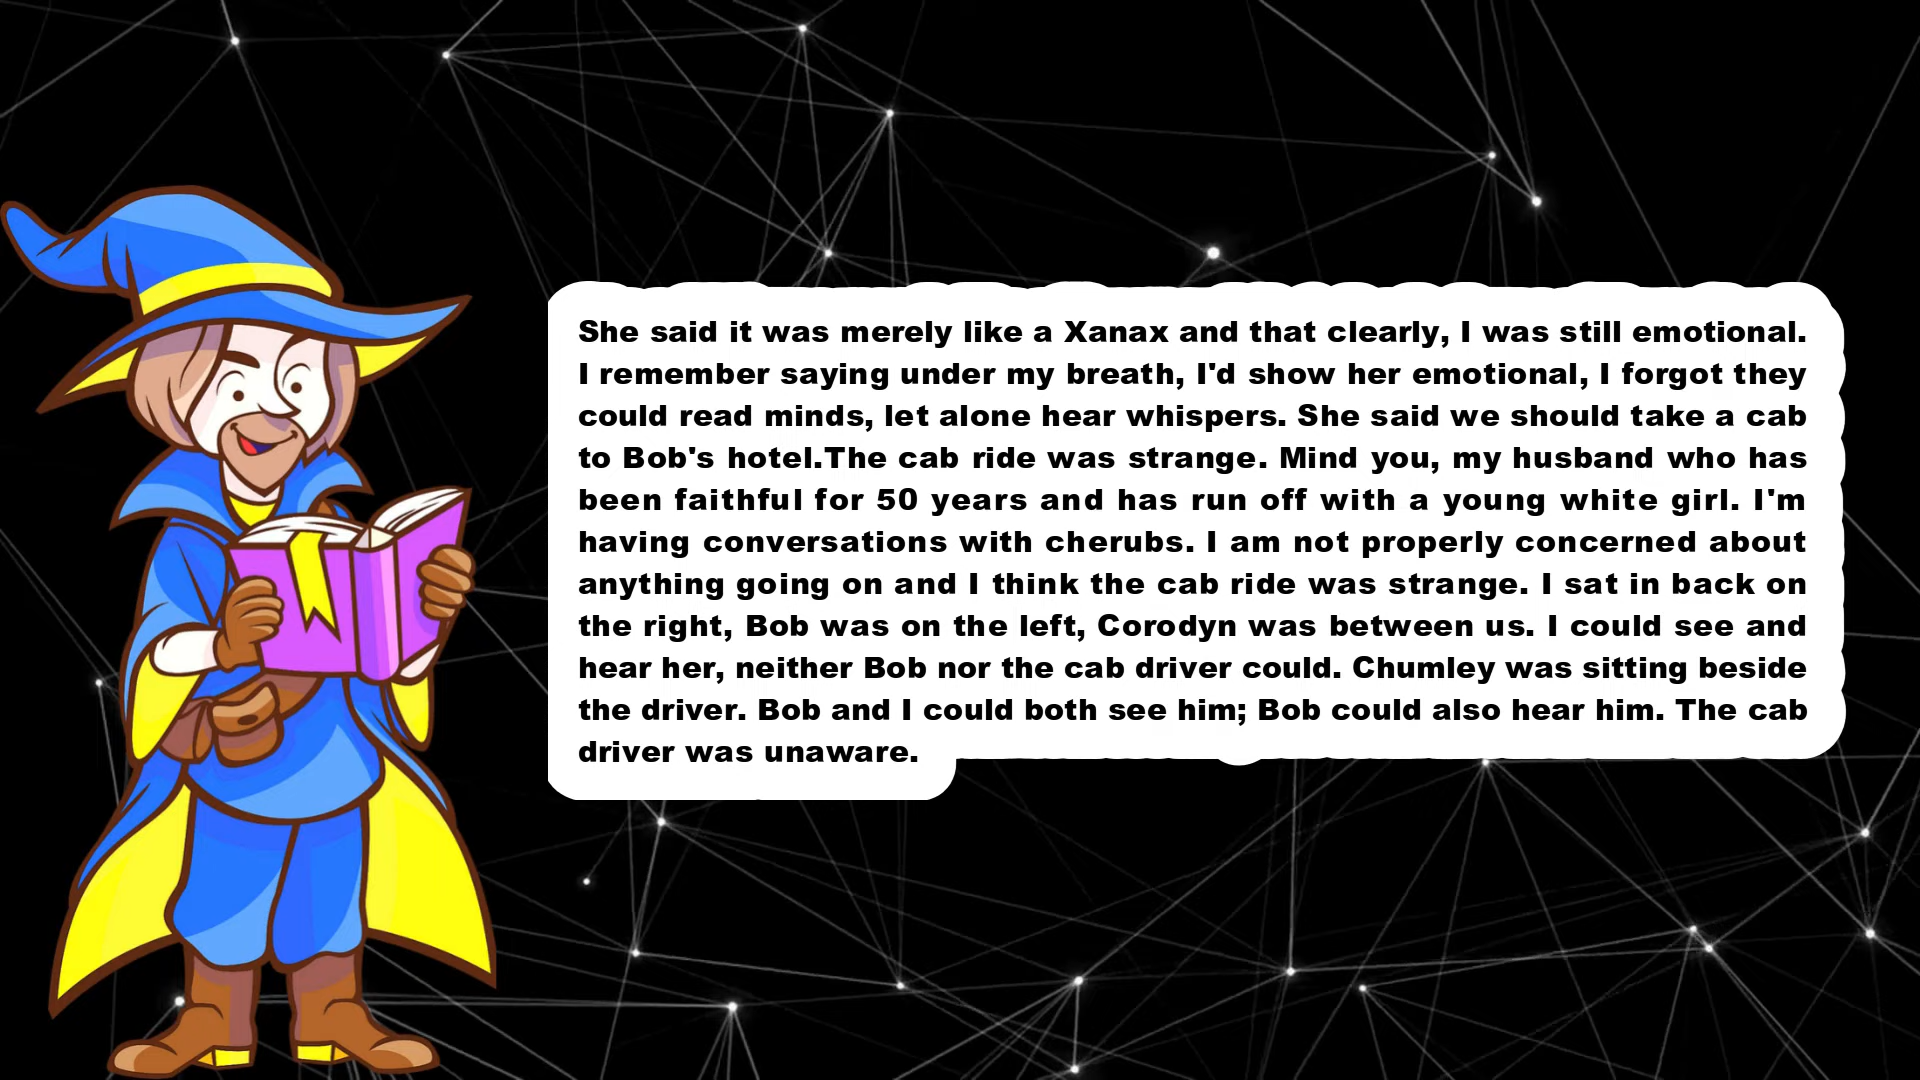 She said it was merely like a Xanax and that clearly, I was still emotional.
I remember saying under my breath, I'd show her emotional, I forgot they
could read minds, let alone hear whispers. She said we should take a cab
to Bob's hotel.The cab ride was strange. Mind you, my husband who has
been faithful for 50 years and has run off with a young white girl. I'm
having conversations with cherubs. I am not properly concerned about
anything going on and I think the cab ride was strange. I sat in back on
the right, Bob was on the left, Corodyn was between us. I could see and
hear her, neither Bob nor the cab driver could. Chumley was sitting beside
the driver. Bob and I could both see him; Bob could also hear him. The cab
driver was unaware.